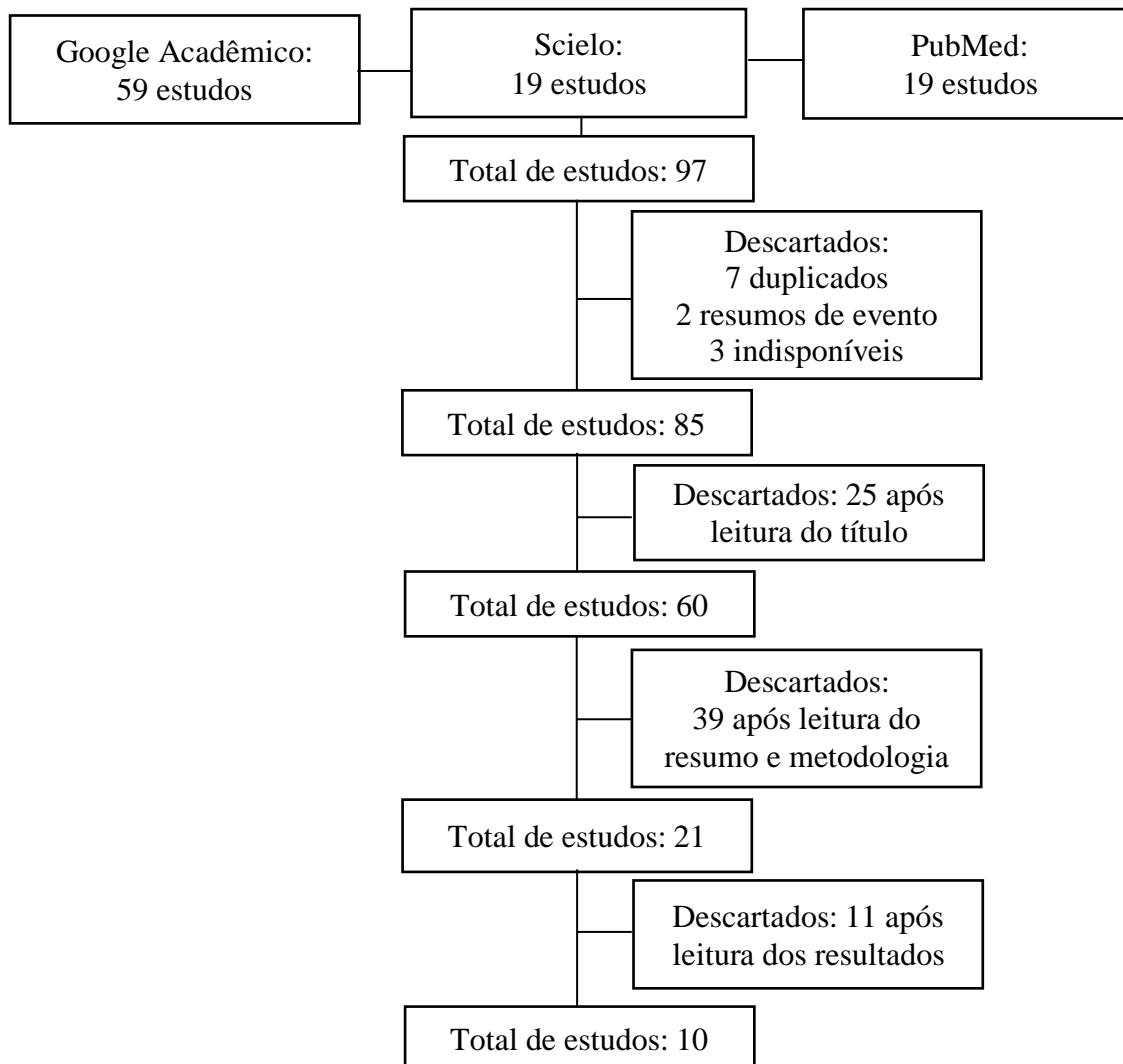 Google Acadêmico:
59 estudos
Scielo:
19 estudos
PubMed:
19 estudos
Total de estudos: 97
Descartados:
7 duplicados
2 resumos de evento
3 indisponíveis
Total de estudos: 85
Descartados: 25 após
leitura do título
Total de estudos: 60
Descartados:
39 após leitura do
resumo e metodologia
Total de estudos: 21
Descartados: 11 após
leitura dos resultados
Total de estudos: 10